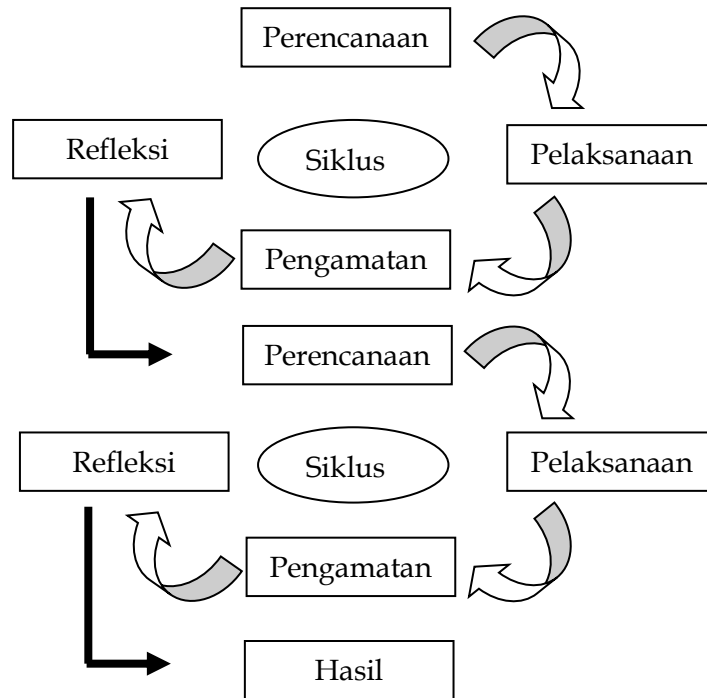 Perencanaan
Refleksi
Siklus
Pelaksanaan
Pengamatan
Perencanaan
Refleksi
Siklus
Pelaksanaan
Pengamatan
Hasil